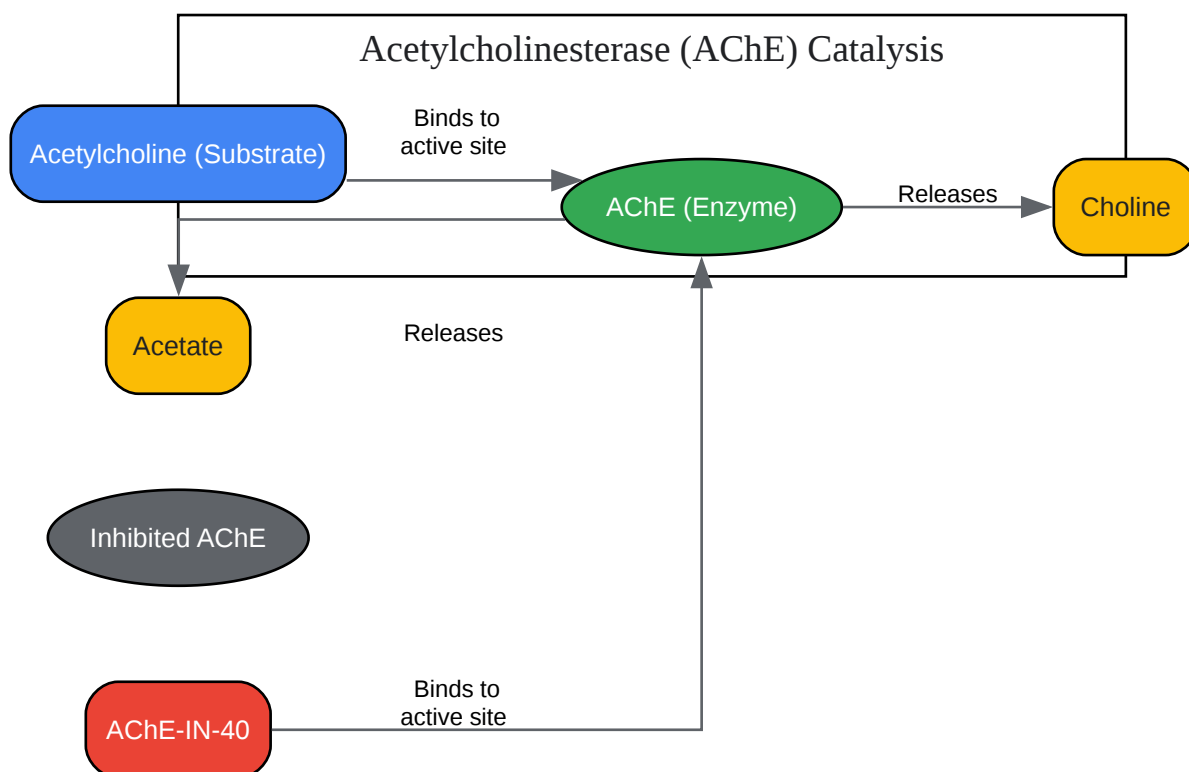 Acetylcholinesterase (AChE) Catalysis
Binds to
active site
Acetylcholine (Substrate)
AChE (Enzyme)
Releases
Choline
Releases
Acetate
Inhibited AChE
Binds to
active site
AChE-IN-40